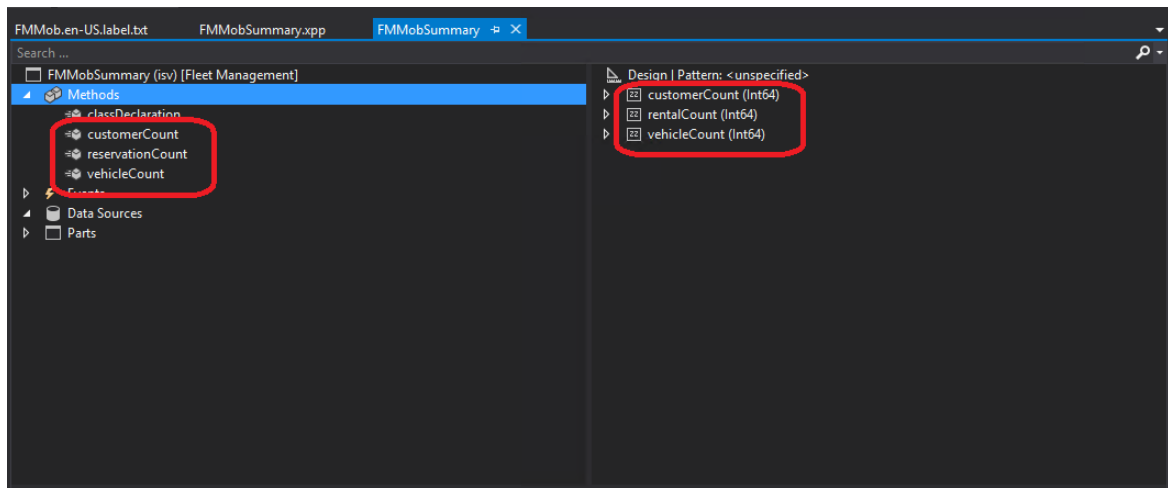 FMMob.en-US.label.txt FMMobSummary.xpp FMMobSummary
Search ...
FMMobSummary (isv) [Fleet Management]
Methods
classDeclaration
customerCount
reservationCount
vehicleCount
Events
Data Sources
Parts
Design | Pattern: <unspecified>
customerCount (Int64)
rentalCount (Int64)
vehicleCount (Int64)